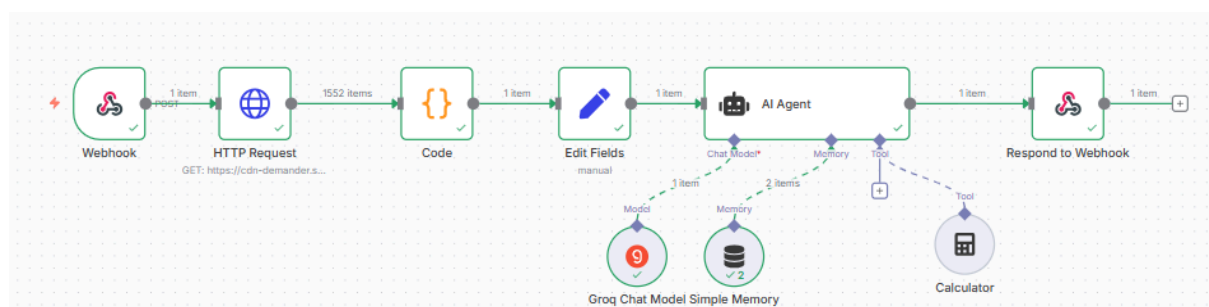 1 item
POST
1552 items
1 item
1 item
1 item
1 item
AI Agent
Webhook
HTTP Request
GET: https://cdn-demander.s...
Code
Edit Fields
manual
Chat Model*
Memory
Tool
Respond to Webhook
1 item
2 items
Model
Memory
Tool
2
Groq Chat Model
Simple Memory
Calculator